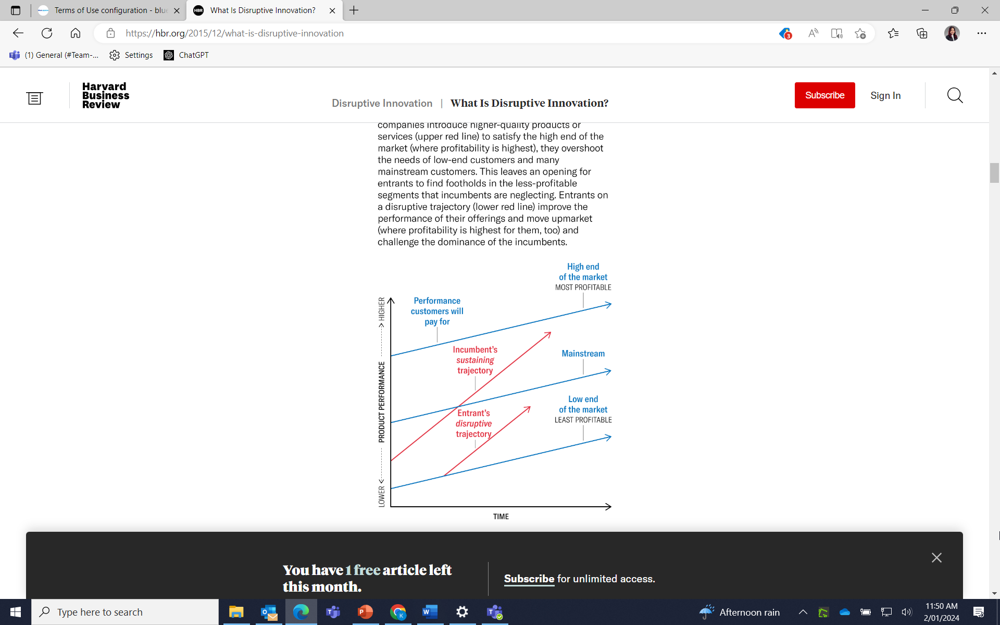 Terms of Use configuration - blue
What Is Disruptive Innovation?
https://hbr.org/2015/12/what-is-disruptive-innovation
3
(1) General (#Team-...
Settings
ChatGPT
Harvard
Business
Review
Disruptive Innovation | What Is Disruptive Innovation?
Subscribe
Sign In
companies introduce higher-quality products or
services (upper red line) to satisfy the high end of the
market (where profitability is highest), they overshoot
the needs of low-end customers and many
mainstream customers. This leaves an opening for
entrants to find footholds in the less-profitable
segments that incumbents are neglecting. Entrants on
a disruptive trajectory (lower red line) improve the
performance of their offerings and move upmarket
(where profitability is highest for them, too) and
challenge the dominance of the incumbents.
High end
of the market
MOST PROFITABLE
Performance
customers will
pay for
Incumbent's
sustaining
trajectory
Mainstream
Entrant's
disruptive
trajectory
Low end
of the market
LEAST PROFITABLE
HIGHER
PRODUCT PERFORMANCE
LOWER
TIME
You have 1 free article left
this month.
Subscribe for unlimited access.
Type here to search
Afternoon rain
11:50 AM
2/01/2024